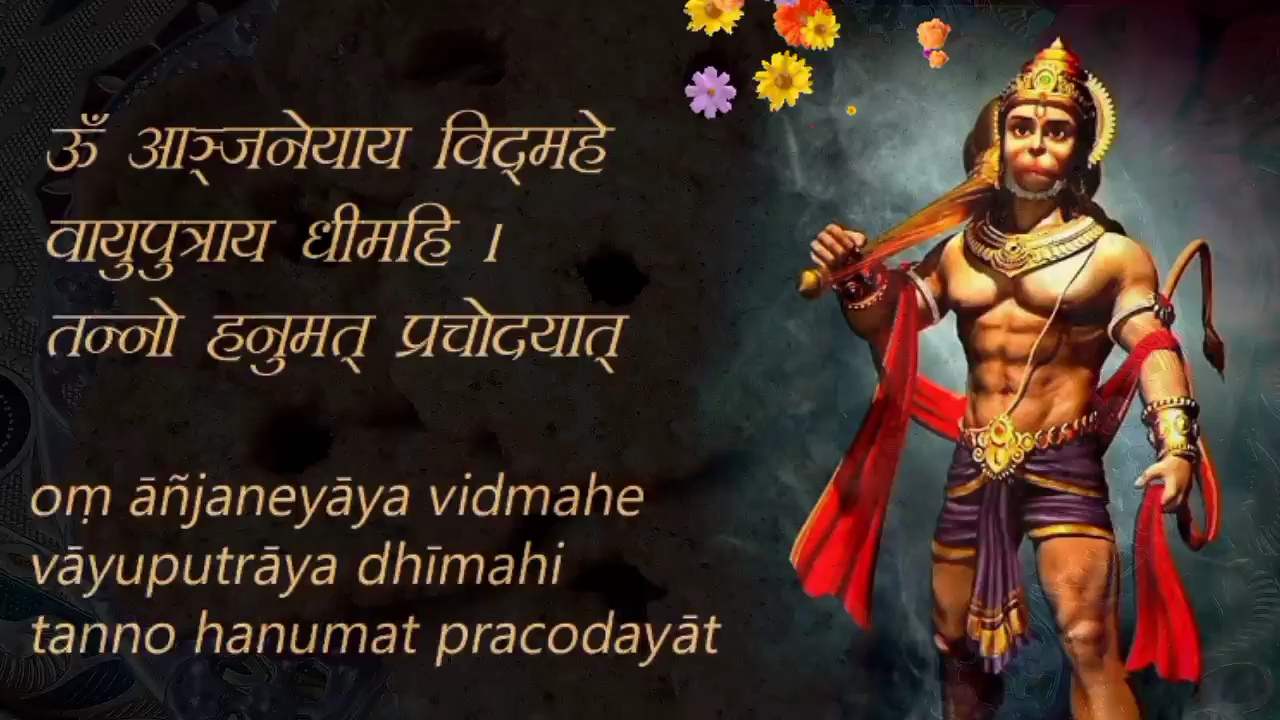 ऊँ आञ्जनेयाय विद्महे
वायुपुत्राय धीमहि ।
तन्नो हनुमत् प्रचोदयात्
oṃ āñjaneyāya vidmahe
vāyuputrāya dhīmahi
tanno hanumat pracodayāt